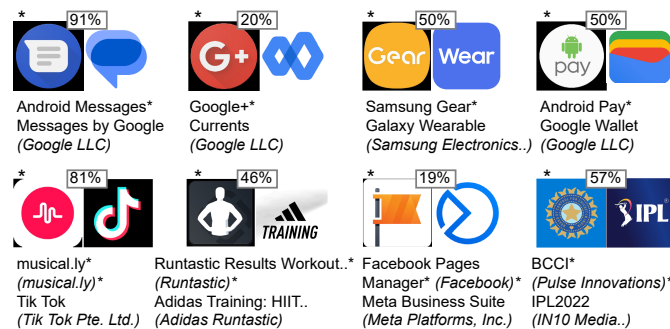 * 91%
* 20%
* 50%
* 50%
G+
Gear Wear
pay
Android Messages*
Messages by Google
(Google LLC)
Google+*
Currents
(Google LLC)
Samsung Gear*
Galaxy Wearable
(Samsung Electronics..)
Android Pay*
Google Wallet
(Google LLC)
* 81%
* 46%
* 19%
* 57%
TRAINING
IPL
musical.ly*
(musical.ly)*
Tik Tok
(Tik Tok Pte. Ltd.)
Runtastic Results Workout..*
(Runtastic)*
Adidas Training: HIIT..
(Adidas Runtastic)
Facebook Pages
Manager* (Facebook)*
Meta Business Suite
(Meta Platforms, Inc.)
BCCI*
(Pulse Innovations)*
IPL2022
(IN10 Media..)